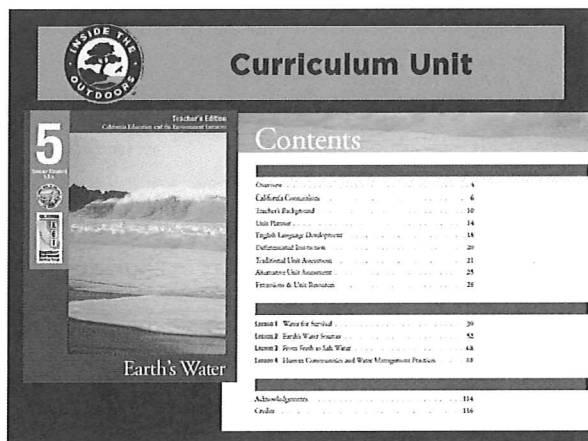 INSIDE THE OUTDOORS
Curriculum Unit
5
Teacher's Edition
California Education and the Environment Initiative
Earth's Water
Contents
Overview 4
California Connections 6
Teacher's Background 10
Unit Planner 14
English Language Development 18
Differentiated Instruction 20
Traditional Unit Assessment 21
Alternative Unit Assessment 25
Extensions & Unit Resources 28
Lesson 1 Water for Survival 30
Lesson 2 Earth's Water Sources 52
Lesson 3 From Fresh to Salt Water 68
Lesson 4 Human Communities and Water Management Practices
Acknowledgements 114
Credits 116